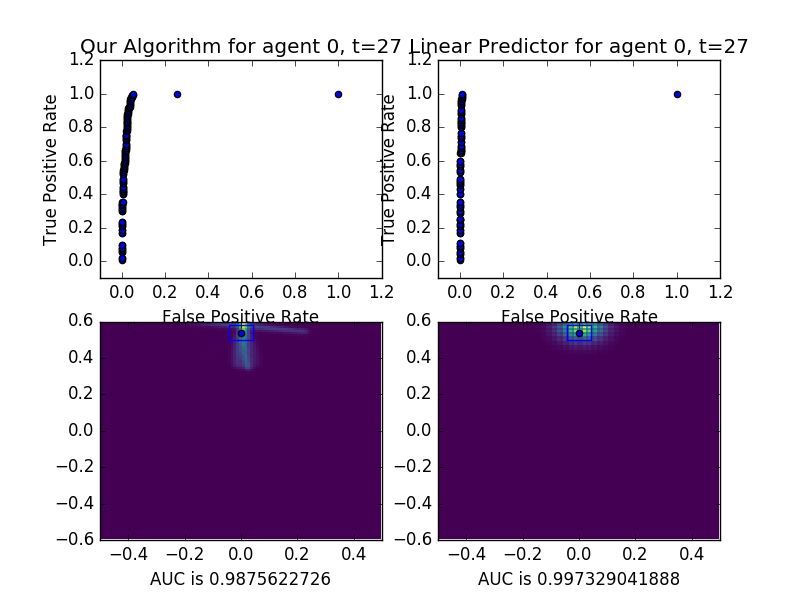 Our Algorithm for agent 0, t=27
Linear Predictor for agent 0, t=27
1.2
1.0
0.8
0.6
0.4
0.2
0.0
True Positive Rate
0.0 0.2 0.4 0.6 0.8 1.0 1.2
False Positive Rate
1.2
1.0
0.8
0.6
0.4
0.2
0.0
True Positive Rate
0.0 0.2 0.4 0.6 0.8 1.0 1.2
False Positive Rate
0.6
0.4
0.2
0.0
−0.2
−0.4
−0.6
−0.4 −0.2 0.0 0.2 0.4
AUC is 0.9875622726
0.6
0.4
0.2
0.0
−0.2
−0.4
−0.6
−0.4 −0.2 0.0 0.2 0.4
AUC is 0.997329041888